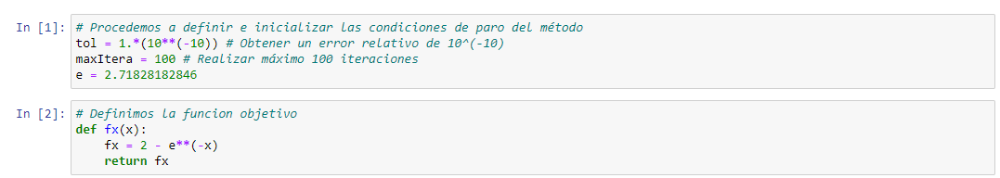 In [1]: # Procedemos a definir e inicializar las condiciones de paro del método
tol = 1.*(10**(-10)) # Obtener un error relativo de 10^(-10)
maxItera = 100 # Realizar máximo 100 iteraciones
e = 2.71828182846
In [2]: # Definimos la funcion objetivo
def fx(x):
    fx = 2 - e**(-x)
    return fx